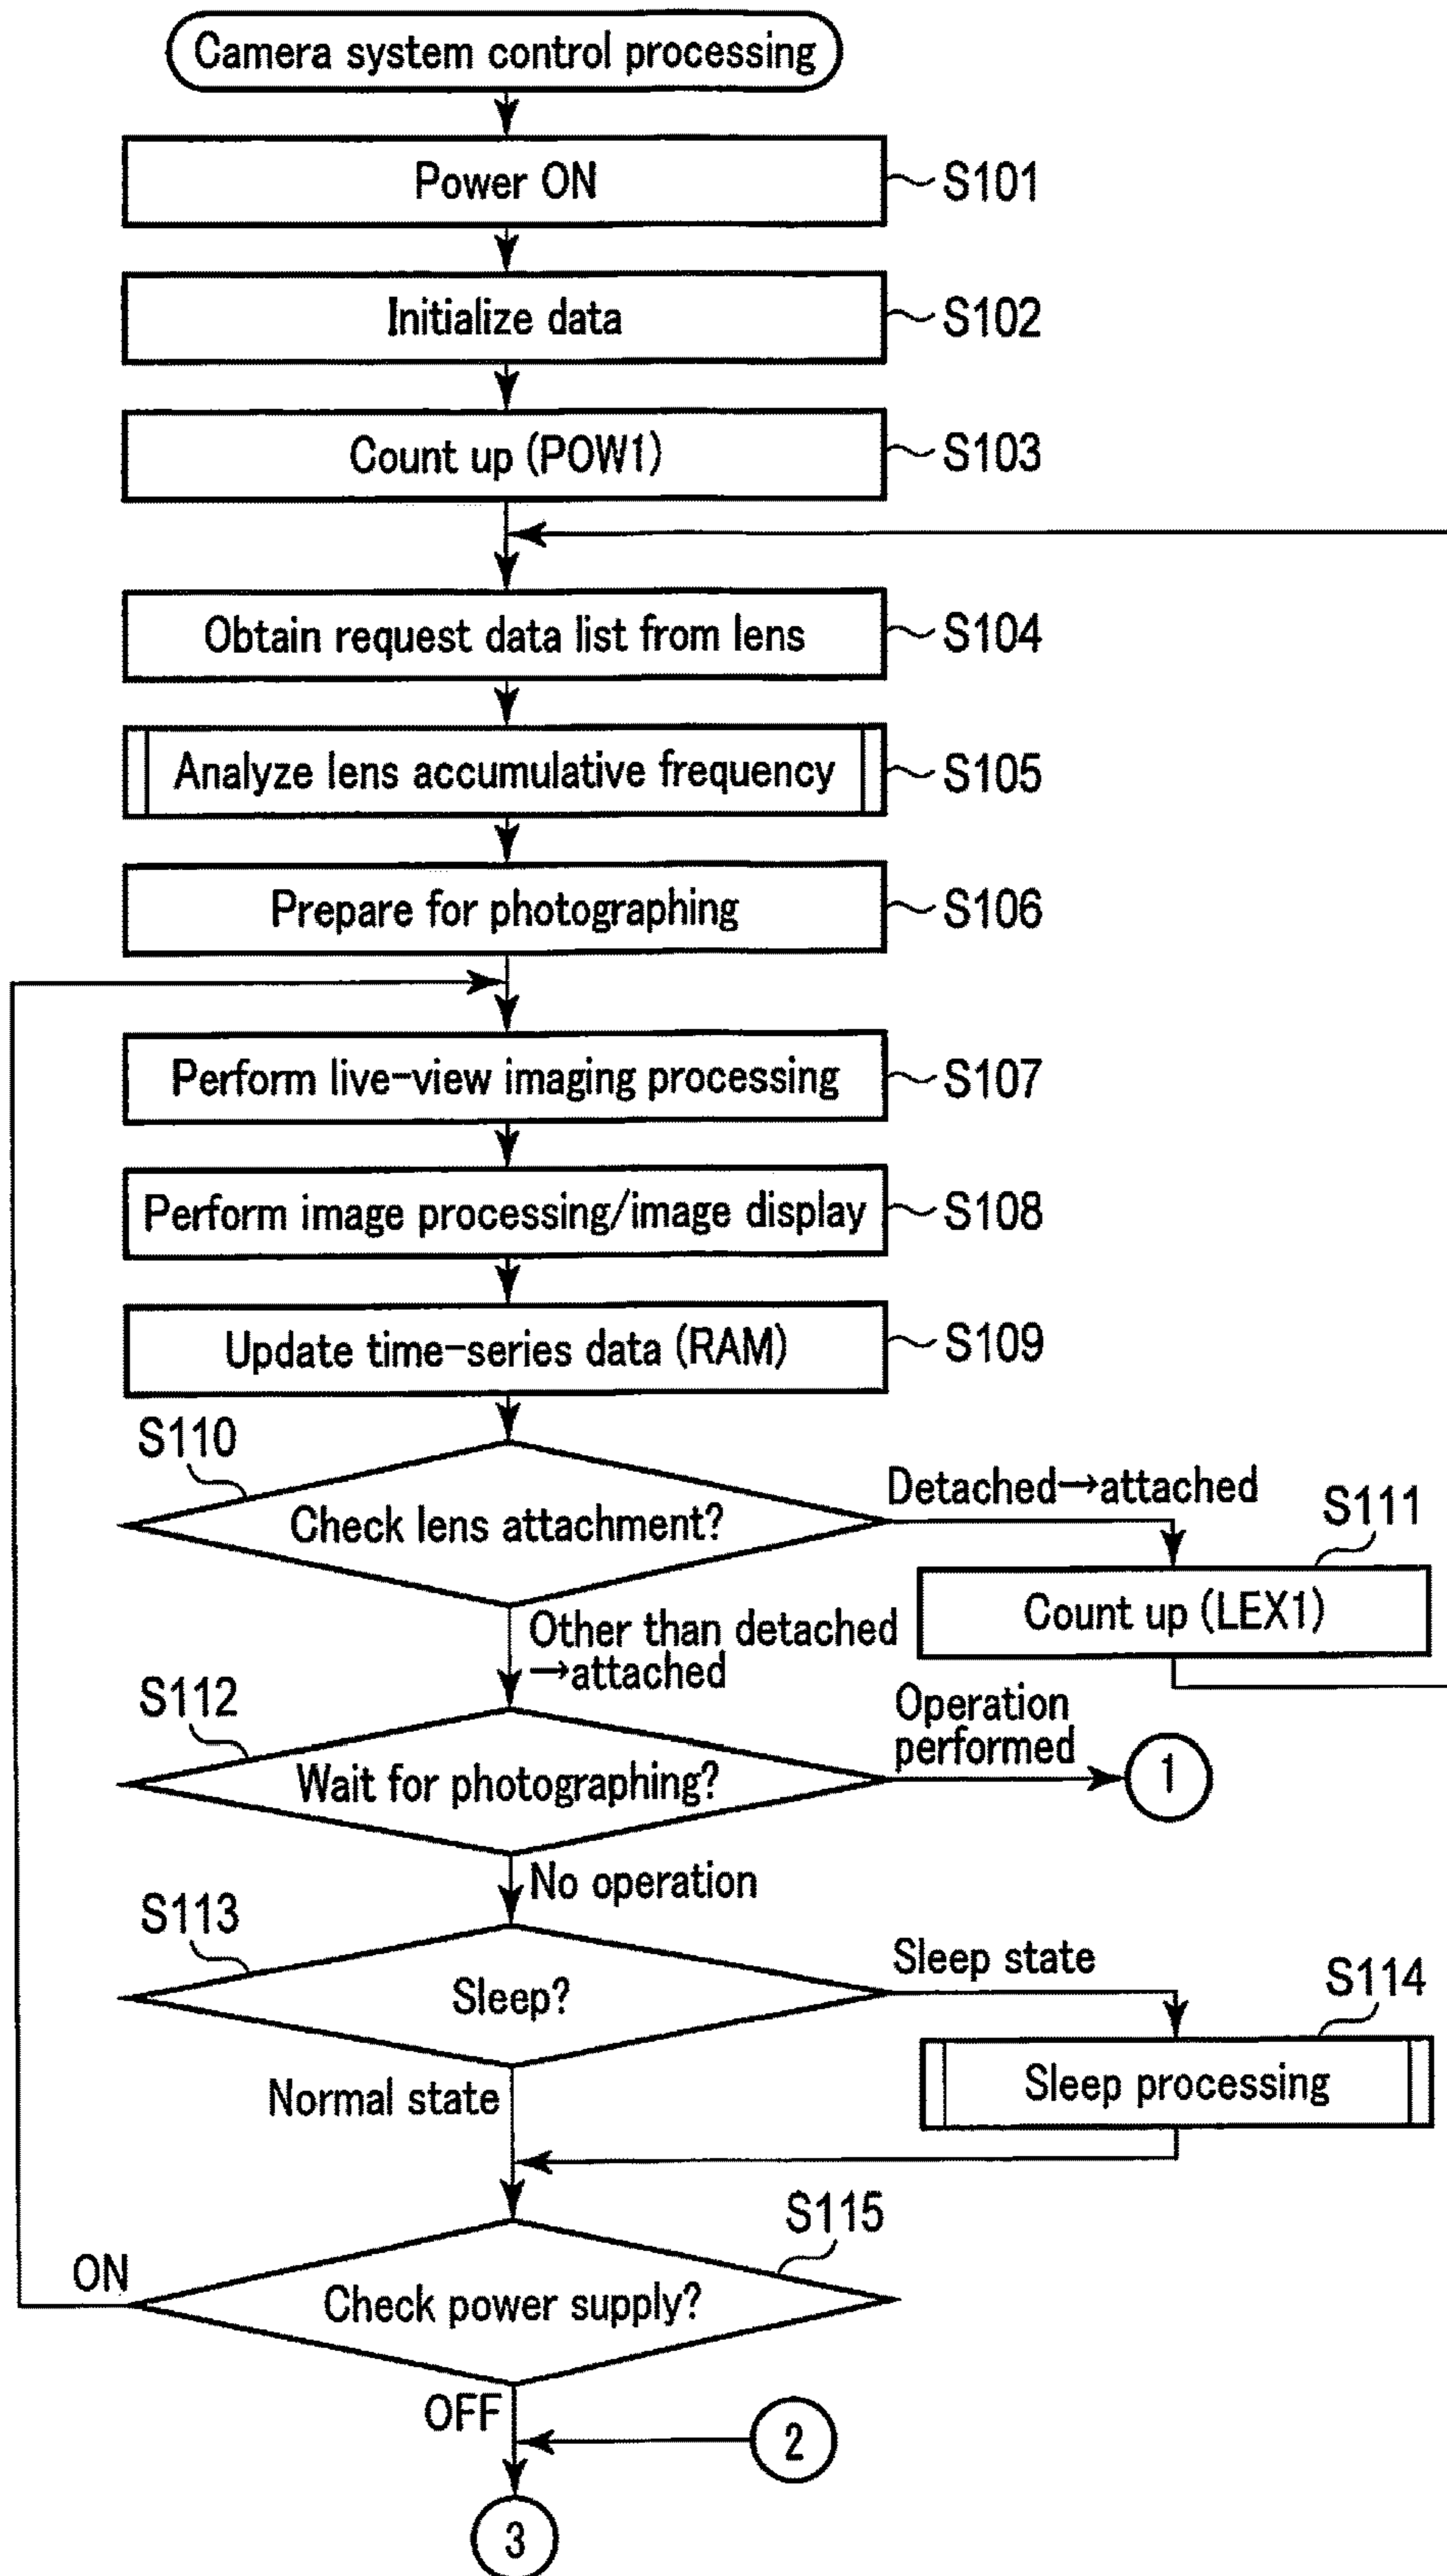 Camera system control processing
Power ON
S101
Initialize data
S102
Count up (POW1)
S103
Obtain request data list from lens
S104
Analyze lens accumulative frequency
S105
Prepare for photographing
S106
Perform live-view imaging processing
S107
Perform image processing/image display
S108
Update time-series data (RAM)
S109
S110
Check lens attachment?
Detached→attached
S111
Count up (LEX1)
Other than detached
→attached
S112
Wait for photographing?
Operation
performed
1
No operation
S113
Sleep?
Sleep state
S114
Sleep processing
Normal state
S115
Check power supply?
ON
OFF
2
3